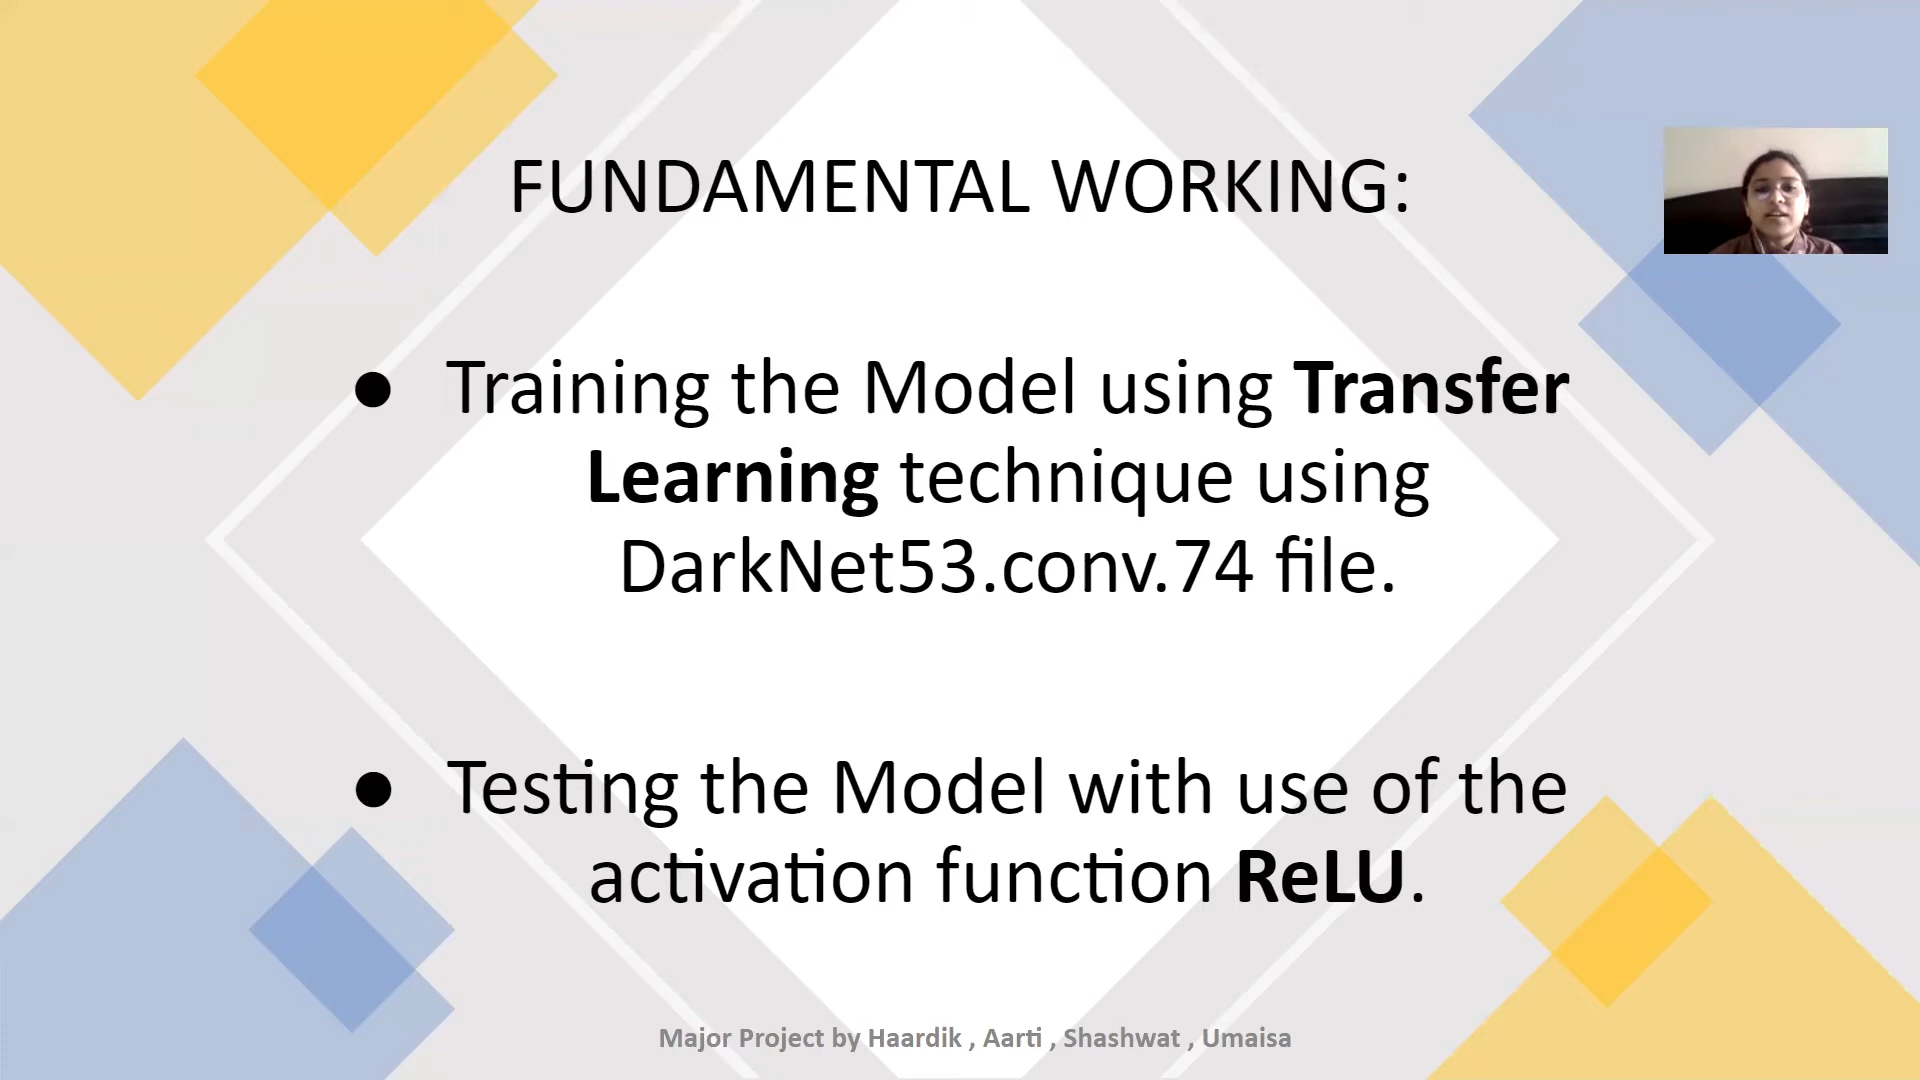 FUNDAMENTAL WORKING:
● Training the Model using Transfer
Learning technique using
DarkNet53.conv.74 file.
● Testing the Model with use of the
activation function ReLU.
Major Project by Haardik , Aarti , Shashwat , Umaisa